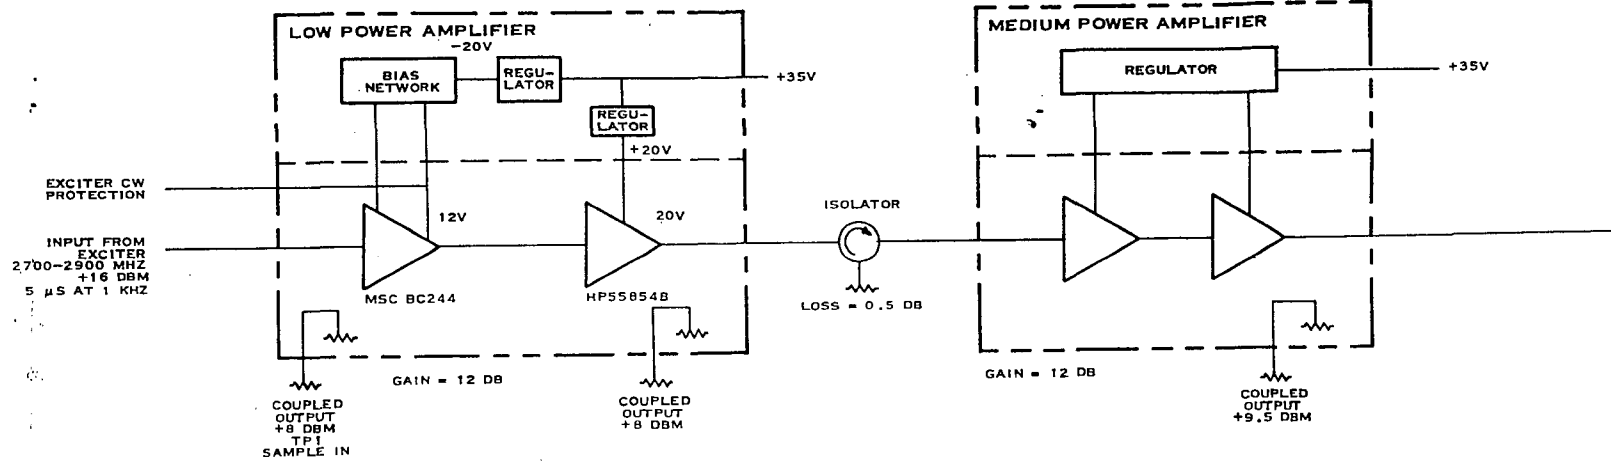 LOW POWER AMPLIFIER
-20V
BIAS
NETWORK
REGU-
LATOR
+35V
REGU-
LATOR
+20V
EXCITER CW
PROTECTION
12V
20V
INPUT FROM
EXCITER
2700-2900 MHZ
+16 DBM
5 µS AT 1 KHZ
MSC BC244
HP55854B
GAIN = 12 DB
COUPLED
OUTPUT
+8 DBM
TP1
SAMPLE IN
COUPLED
OUTPUT
+8 DBM
ISOLATOR
LOSS = 0.5 DB
MEDIUM POWER AMPLIFIER
REGULATOR
+35V
GAIN = 12 DB
COUPLED
OUTPUT
+9.5 DBM